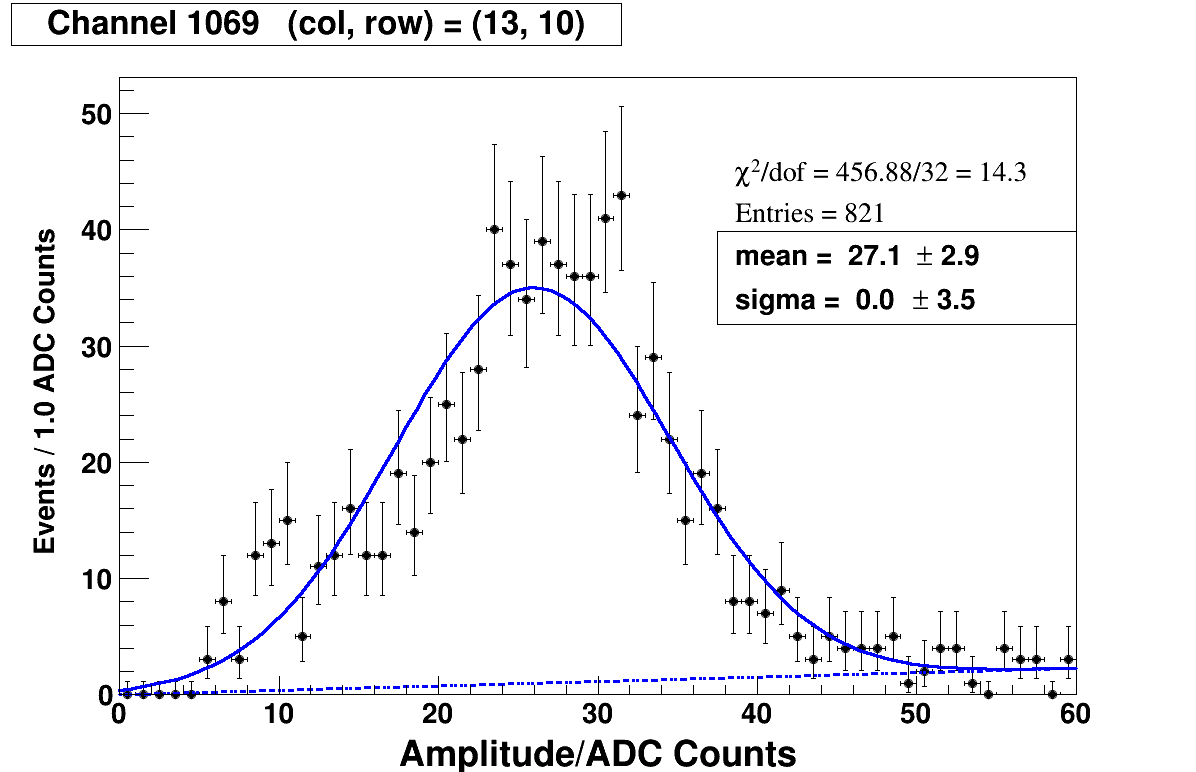 Channel 1069 (col, row) = (13, 10)
50
40
30
20
10
0
χ²/dof = 456.88/32 = 14.3
Entries = 821
mean = 27.1 ± 2.9
sigma = 0.0 ± 3.5
Events / 1.0 ADC Counts
0 10 20 30 40 50 60
Amplitude/ADC Counts